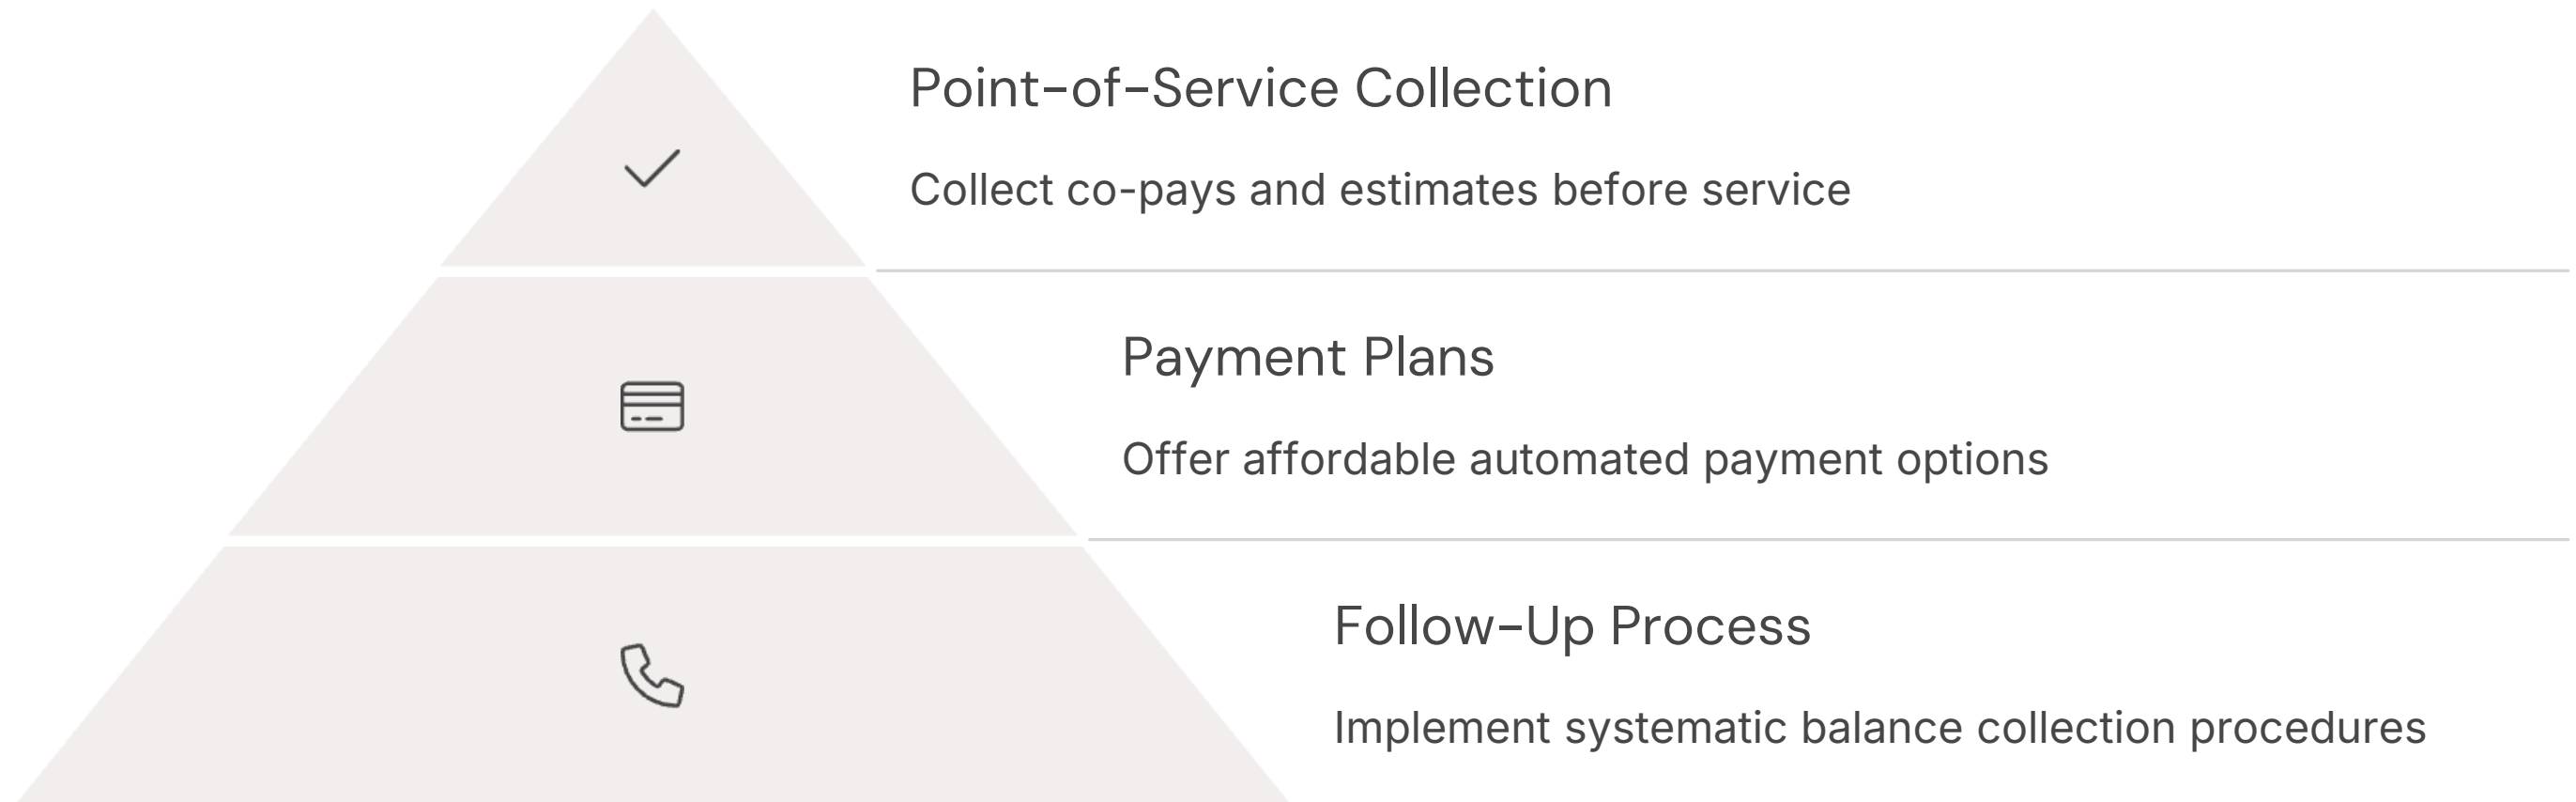 Point-of-Service Collection
Collect co-pays and estimates before service
Payment Plans
Offer affordable automated payment options
Follow-Up Process
Implement systematic balance collection procedures